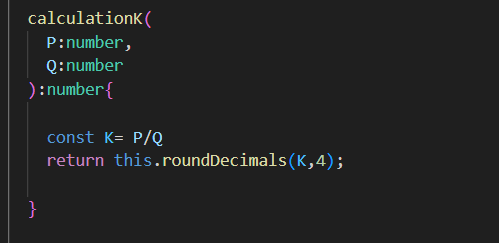 calculationK(
P:number,
Q:number
):number{
const K= P/Q
return this.roundDecimals(K,4);
}